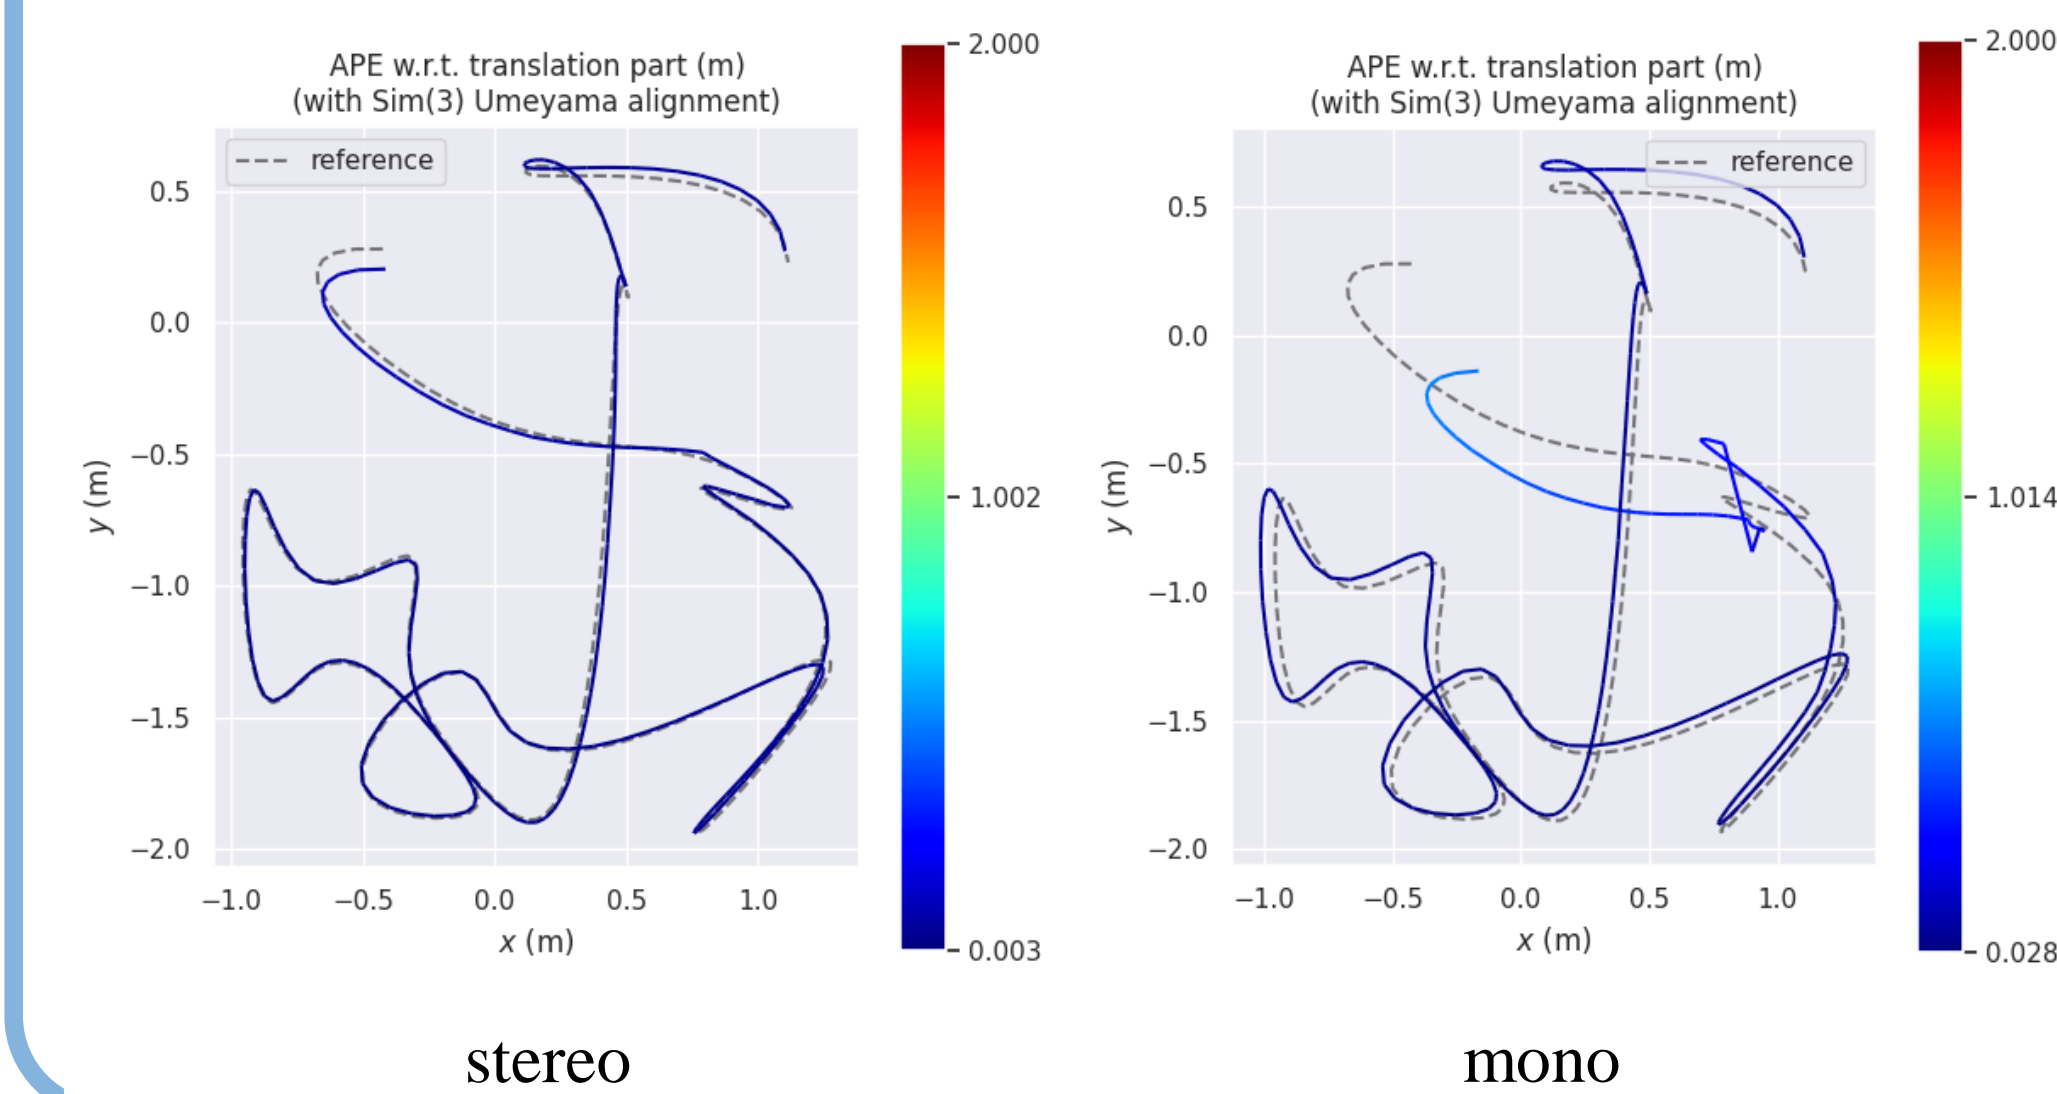 APE w.r.t. translation part (m)
(with Sim(3) Umeyama alignment)
reference
0.5
0.0
−0.5
−1.0
−1.5
−2.0
y (m)
−1.0 −0.5 0.0 0.5 1.0
x (m)
2.000
1.002
0.003
stereo
APE w.r.t. translation part (m)
(with Sim(3) Umeyama alignment)
reference
0.5
0.0
−0.5
−1.0
−1.5
−2.0
y (m)
−1.0 −0.5 0.0 0.5 1.0
x (m)
2.000
1.014
0.028
mono